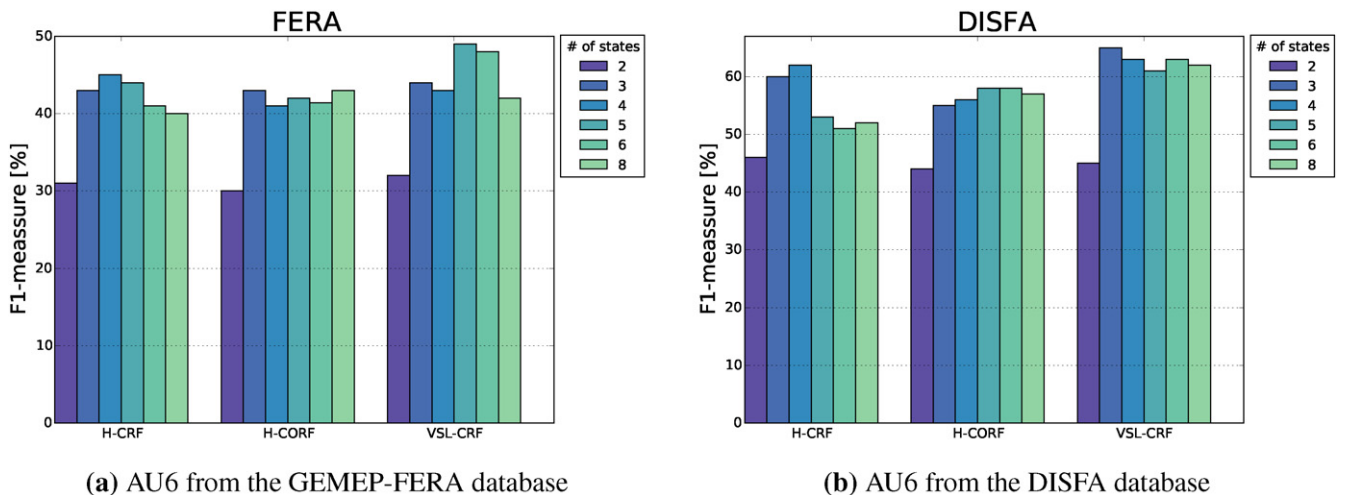 FERA
50
40
30
20
10
0
F1-meassure [%]
H-CRF
H-CORF
VSL-CRF
# of states
2
3
4
5
6
8
(a) AU6 from the GEMEP-FERA database
DISFA
60
50
40
30
20
10
0
F1-meassure [%]
H-CRF
H-CORF
VSL-CRF
# of states
2
3
4
5
6
8
(b) AU6 from the DISFA database